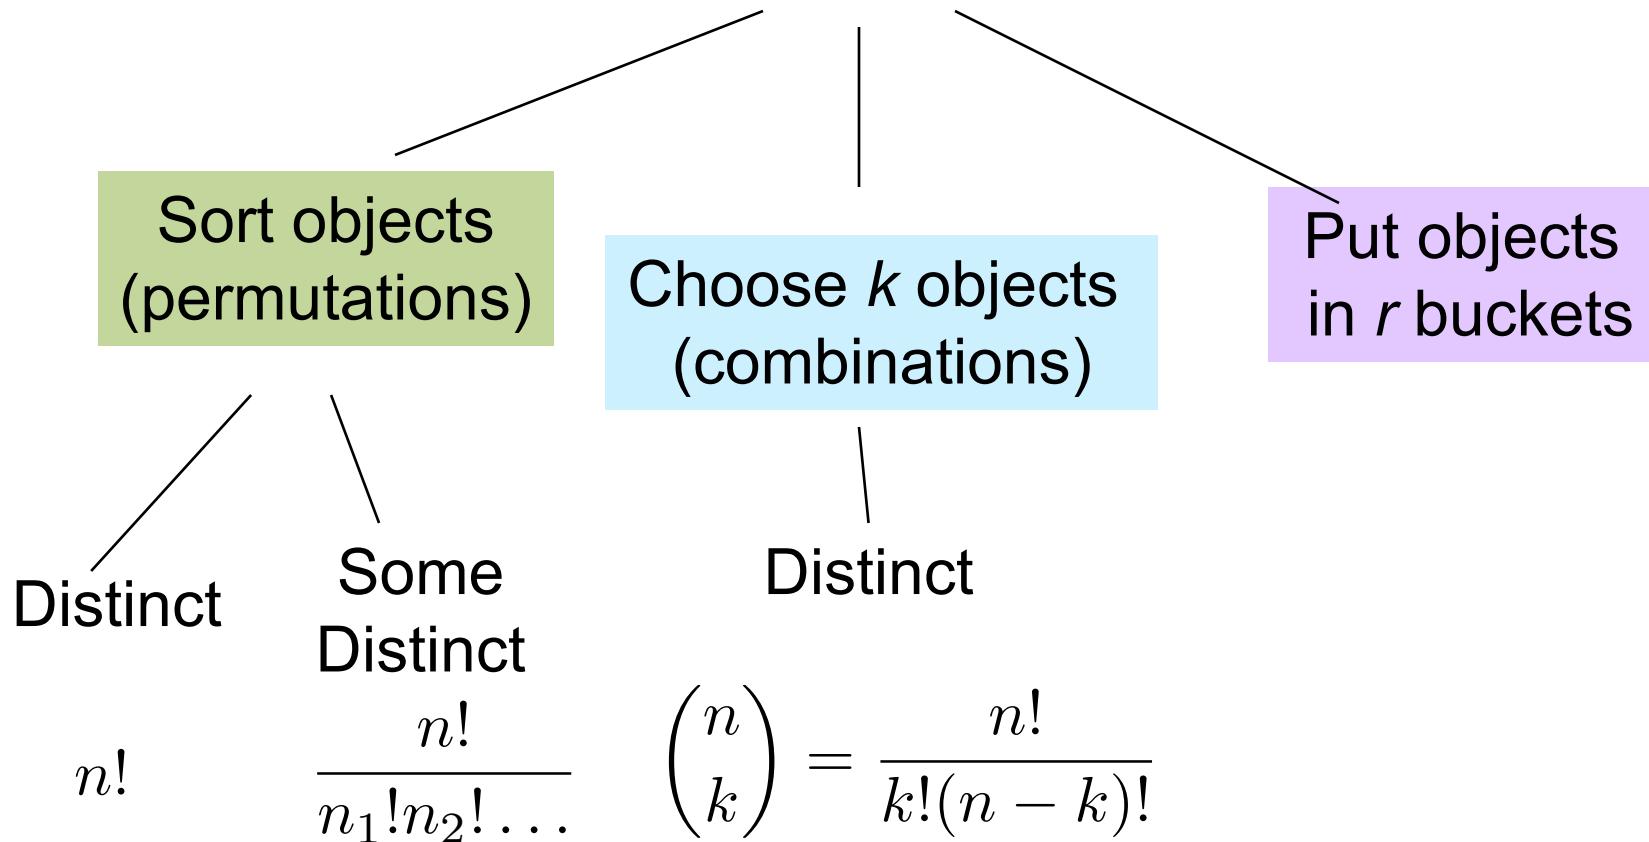 Sort objects
(permutations)
Choose k objects
(combinations)
Put objects
in r buckets
Distinct
Some
Distinct
Distinct
n!
n!
n₁!n₂!...
(n k) = n! / k!(n − k)!